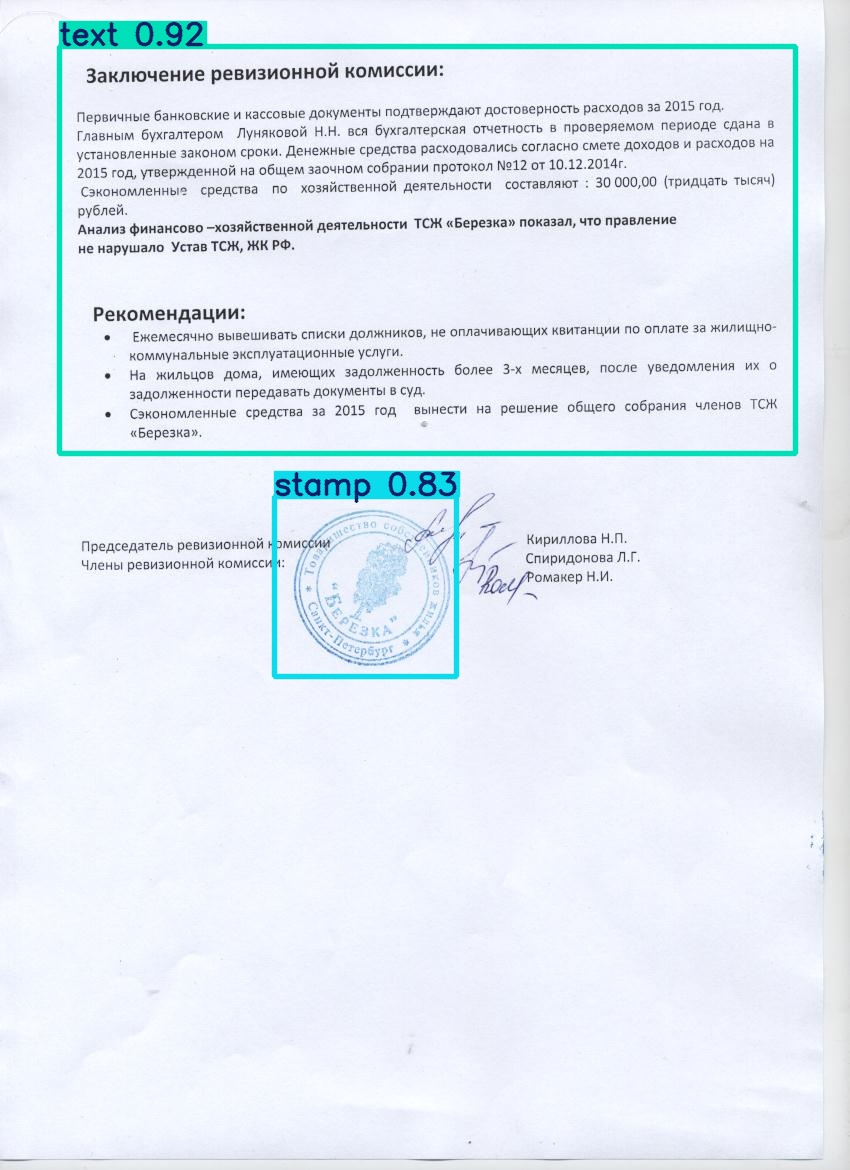 text 0.92
Заключение ревизионной комиссии:
Первичные банковские и кассовые документы подтверждают достоверность расходов за 2015 год.
Главным бухгалтером Луняковой Н.Н. вся бухгалтерская отчетность в проверяемом периоде сдана в
установленные законом сроки. Денежные средства расходовались согласно смете доходов и расходов на
2015 год, утвержденной на общем заочном собрании протокол №12 от 10.12.2014г.
Сэкономленные средства по хозяйственной деятельности составляют : 30 000,00 (тридцать тысяч)
рублей.
Анализ финансово –хозяйственной деятельности ТСЖ «Березка» показал, что правление
не нарушало Устав ТСЖ, ЖК РФ.
Рекомендации:
• Ежемесячно вывешивать списки должников, не оплачивающих квитанции по оплате за жилищно-
коммунальные эксплуатационные услуги.
• На жильцов дома, имеющих задолженность более 3-х месяцев, после уведомления их о
задолженности передавать документы в суд.
• Сэкономленные средства за 2015 год вынести на решение общего собрания членов ТСЖ
«Березка».
stamp 0.83
Председатель ревизионной комиссии Кириллова Н.П.
Члены ревизионной комиссии: Спиридонова Л.Г.
Ромакер Н.И.
Товарищество собственников жилья
"БЕРЕЗКА"
Санкт-Петербург